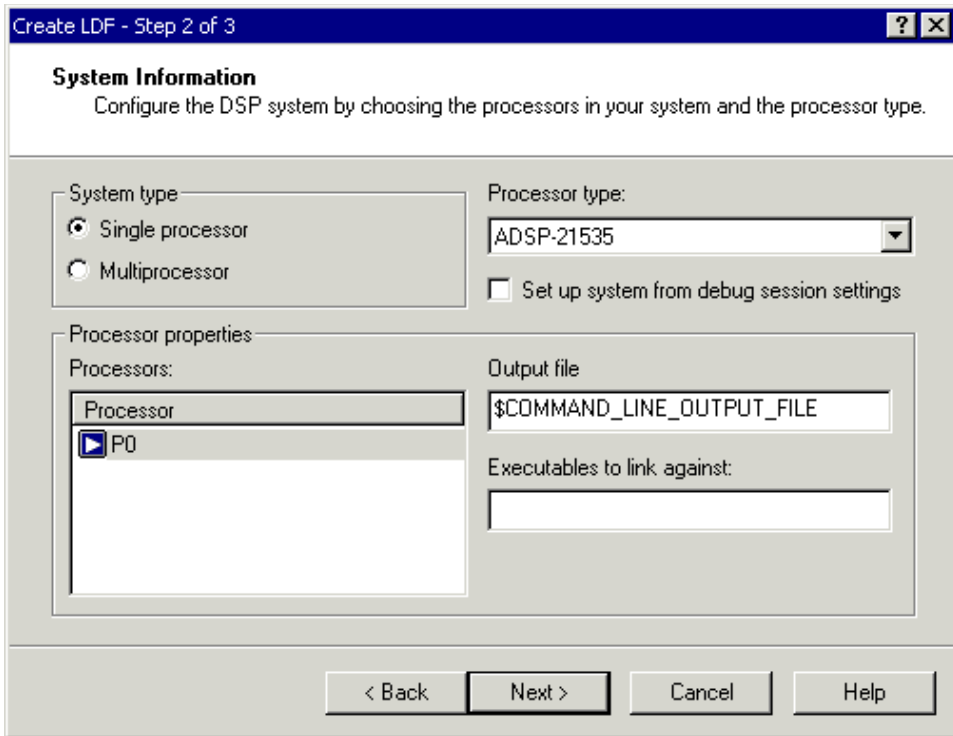 Create LDF - Step 2 of 3
System Information
Configure the DSP system by choosing the processors in your system and the processor type.
System type
Single processor
Multiprocessor
Processor type:
ADSP-21535
Set up system from debug session settings
Processor properties
Processors:
Processor
P0
Output file
$COMMAND_LINE_OUTPUT_FILE
Executables to link against:
< Back
Next >
Cancel
Help